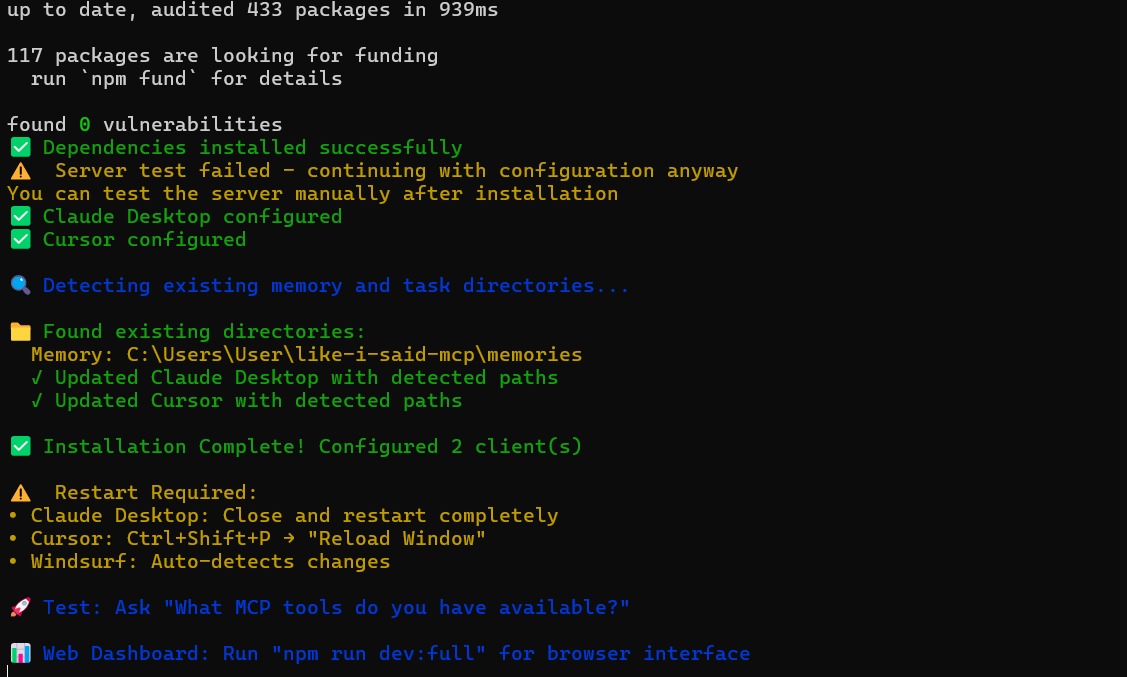 up to date, audited 433 packages in 939ms
117 packages are looking for funding
  run `npm fund` for details
found 0 vulnerabilities
✅ Dependencies installed successfully
⚠️  Server test failed - continuing with configuration anyway
You can test the server manually after installation
✅ Claude Desktop configured
✅ Cursor configured
🔍 Detecting existing memory and task directories...
📁 Found existing directories:
  Memory: C:\Users\User\like-i-said-mcp\memories
  √ Updated Claude Desktop with detected paths
  √ Updated Cursor with detected paths
✅ Installation Complete! Configured 2 client(s)
⚠️  Restart Required:
• Claude Desktop: Close and restart completely
• Cursor: Ctrl+Shift+P → "Reload Window"
• Windsurf: Auto-detects changes
🚀 Test: Ask "What MCP tools do you have available?"
📊 Web Dashboard: Run "npm run dev:full" for browser interface